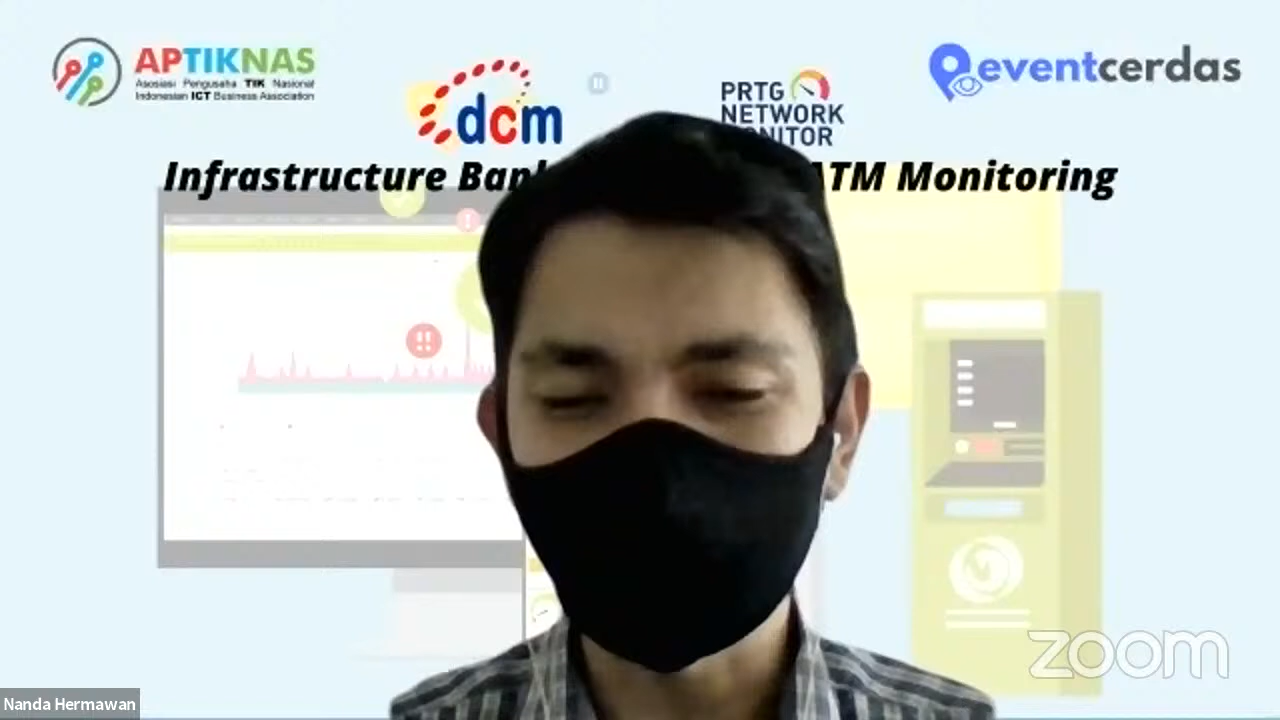 APTIKNAS
Asosiasi Pengusaha TIK Nasional
Indonesian ICT Business Association
dcm
PRTG
NETWORK
MONITOR
eventcerdas
Infrastructure Ban
ATM Monitoring
zoom
Nanda Hermawan